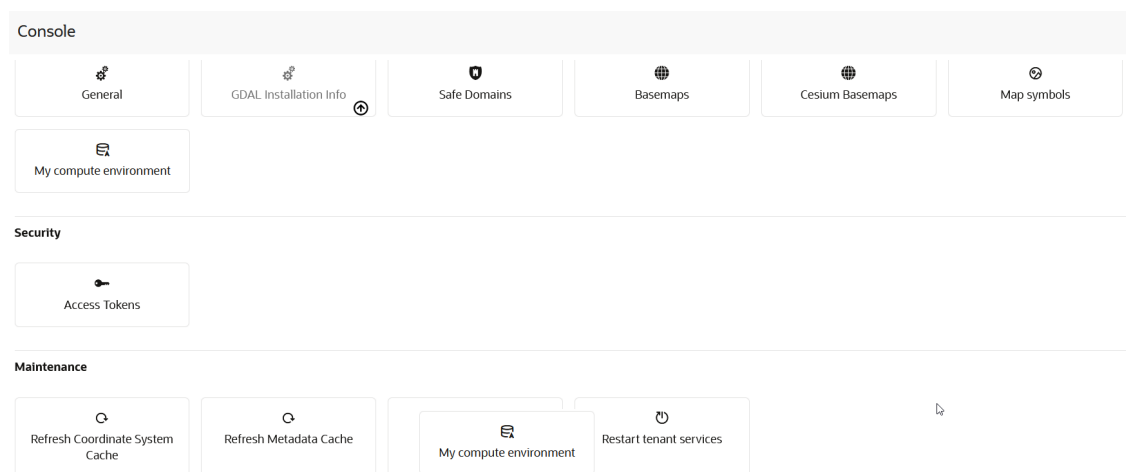 Console
General
GDAL Installation Info
Safe Domains
Basemaps
Cesium Basemaps
Map symbols
My compute environment
Security
Access Tokens
Maintenance
Refresh Coordinate System
Cache
Refresh Metadata Cache
My compute environment
Restart tenant services